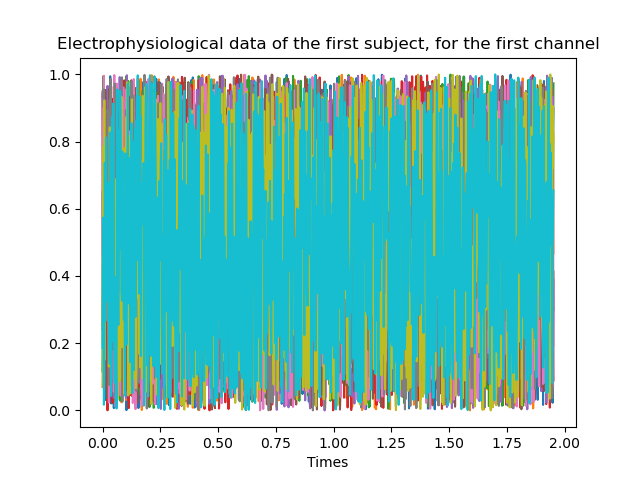 Electrophysiological data of the first subject, for the first channel
1.0
0.8
0.6
0.4
0.2
0.0
0.00 0.25 0.50 0.75 1.00 1.25 1.50 1.75 2.00
Times